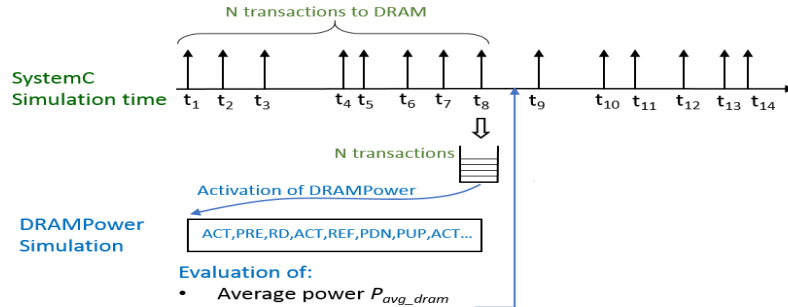 N transactions to DRAM
SystemC
Simulation time
t1 t2 t3 t4 t5 t6 t7 t8 t9 t10 t11 t12 t13 t14
N transactions
Activation of DRAMPower
DRAMPower
Simulation
ACT,PRE,RD,ACT,REF,PDN,PUP,ACT...
Evaluation of:
• Average power Pavg_dram